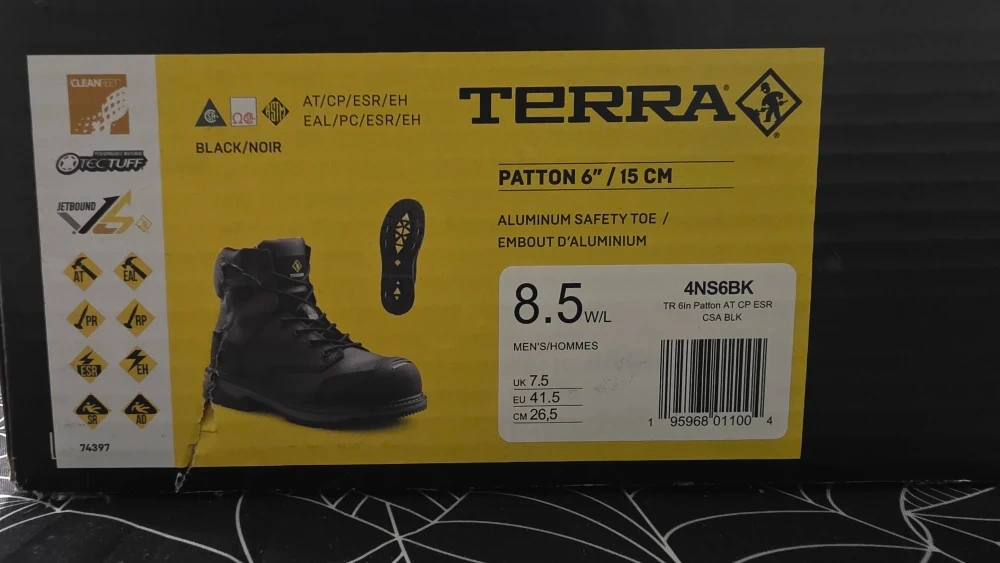 CLEANFEET
TECTUFF
JETBOUND
AT
EAL
PR
RP
ESR
EH
SR
AD
74397
ASTM
AT/CP/ESR/EH
EAL/PC/ESR/EH
BLACK/NOIR
TERRA
TERRA®
PATTON 6" / 15 CM
ALUMINUM SAFETY TOE /
EMBOUT D'ALUMINIUM
8.5 W/L
MEN'S/HOMMES
UK 7.5
EU 41.5
CM 26,5
4NS6BK
TR 6In Patton AT CP ESR
CSA BLK
1 95968 01100 4